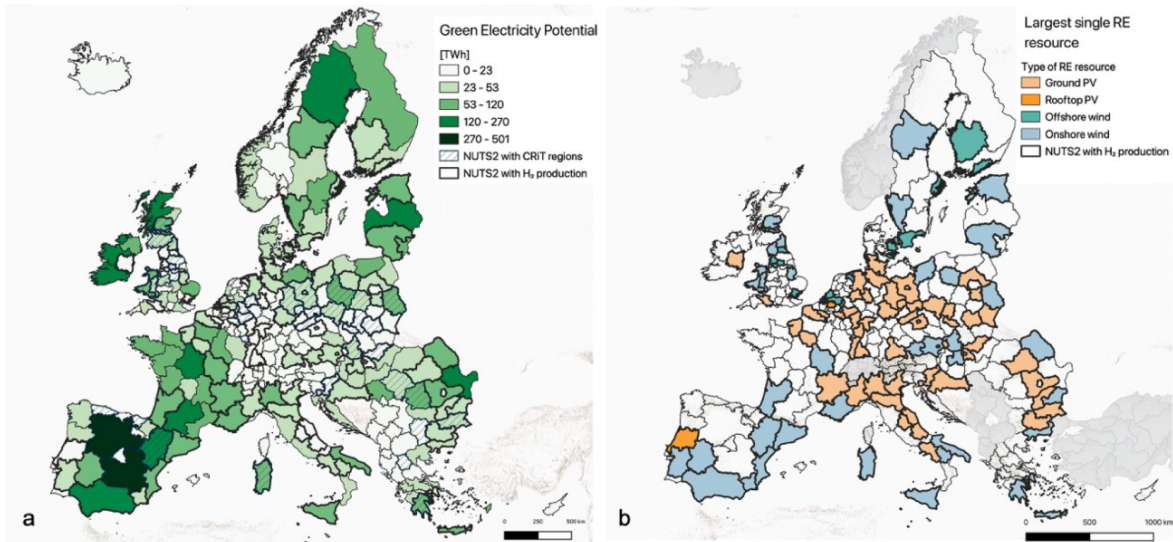 Green Electricity Potential
[TWh]
0 - 23
23 - 53
53 - 120
120 - 270
270 - 501
NUTS2 with CRiT regions
NUTS2 with H₂ production
a
0 250 500 km
Largest single RE
resource
Type of RE resource
Ground PV
Rooftop PV
Offshore wind
Onshore wind
NUTS2 with H₂ production
b
0 500 1000 km